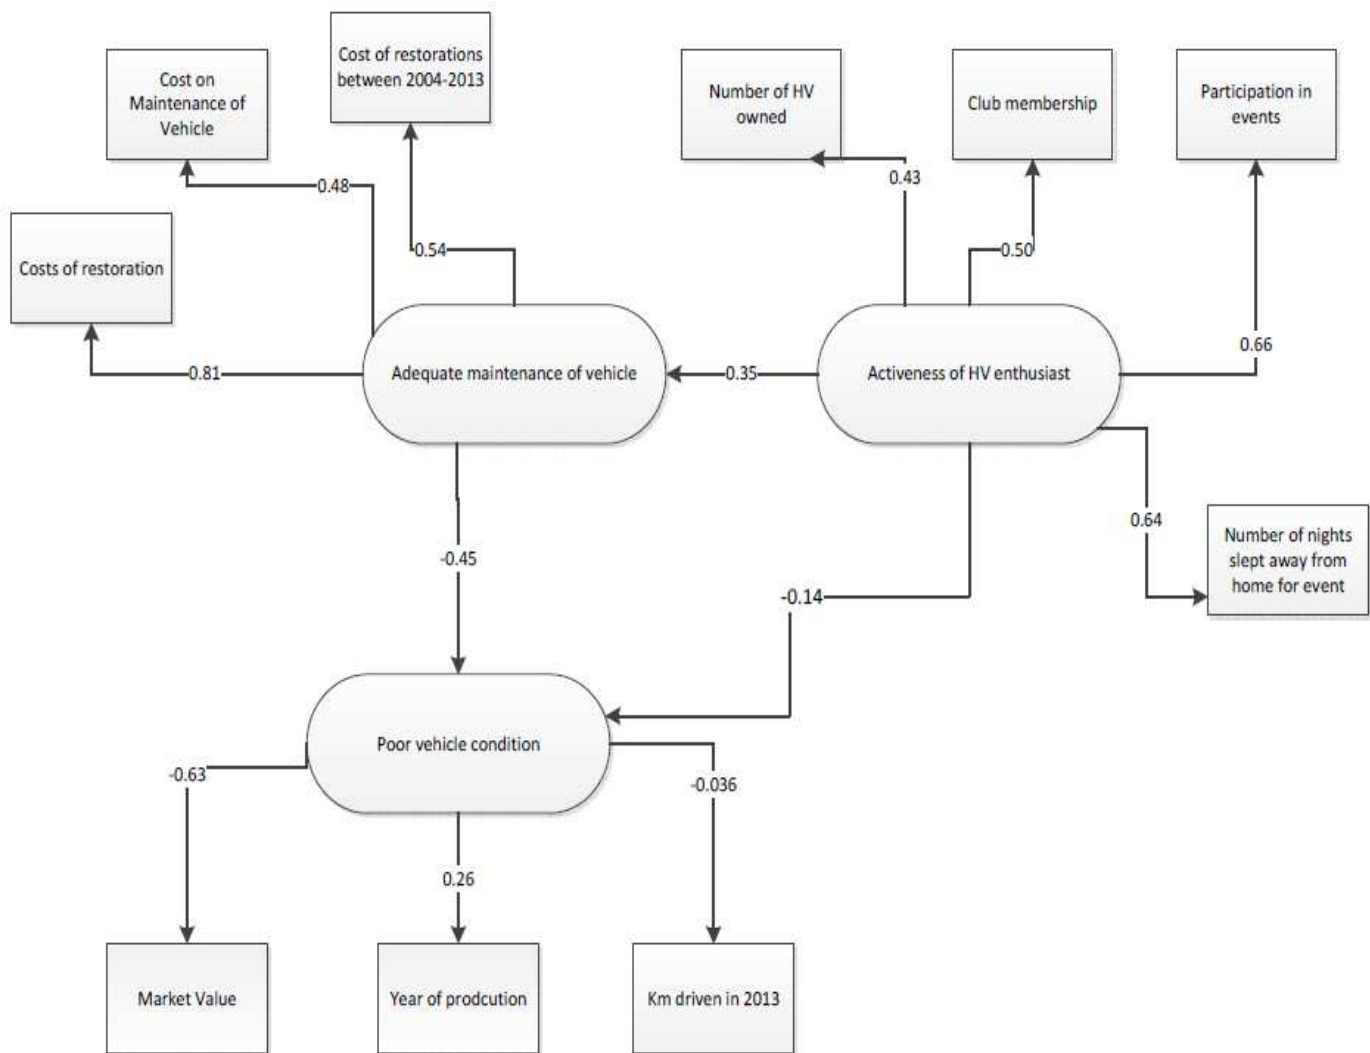 Cost of restorations
between 2004-2013
Cost on
Maintenance of
Vehicle
Number of HV
owned
Club membership
Participation in
events
0.48
0.43
Costs of restoration
0.54
0.50
0.66
0.81
Adequate maintenance of vehicle
0.35
Activeness of HV enthusiast
0.64
Number of nights
slept away from
home for event
-0.45
-0.14
Poor vehicle condition
-0.63
-0.036
0.26
Market Value
Year of prodcution
Km driven in 2013